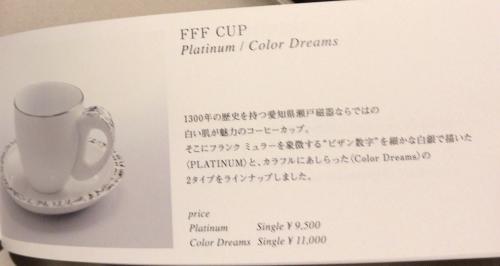 FFF CUP
Platinum / Color Dreams
1300年の歴史を持つ愛知県瀬戸磁器ならではの
白い肌が魅力のコーヒーカップ。
そこにフランク ミュラーを象徴する“ビザン数字”を細かな白銀で描いた
〈PLATINUM〉と、カラフルにあしらった〈Color Dreams〉の
2タイプをラインナップしました。
price
Platinum Single ¥ 9,500
Color Dreams Single ¥ 11,000